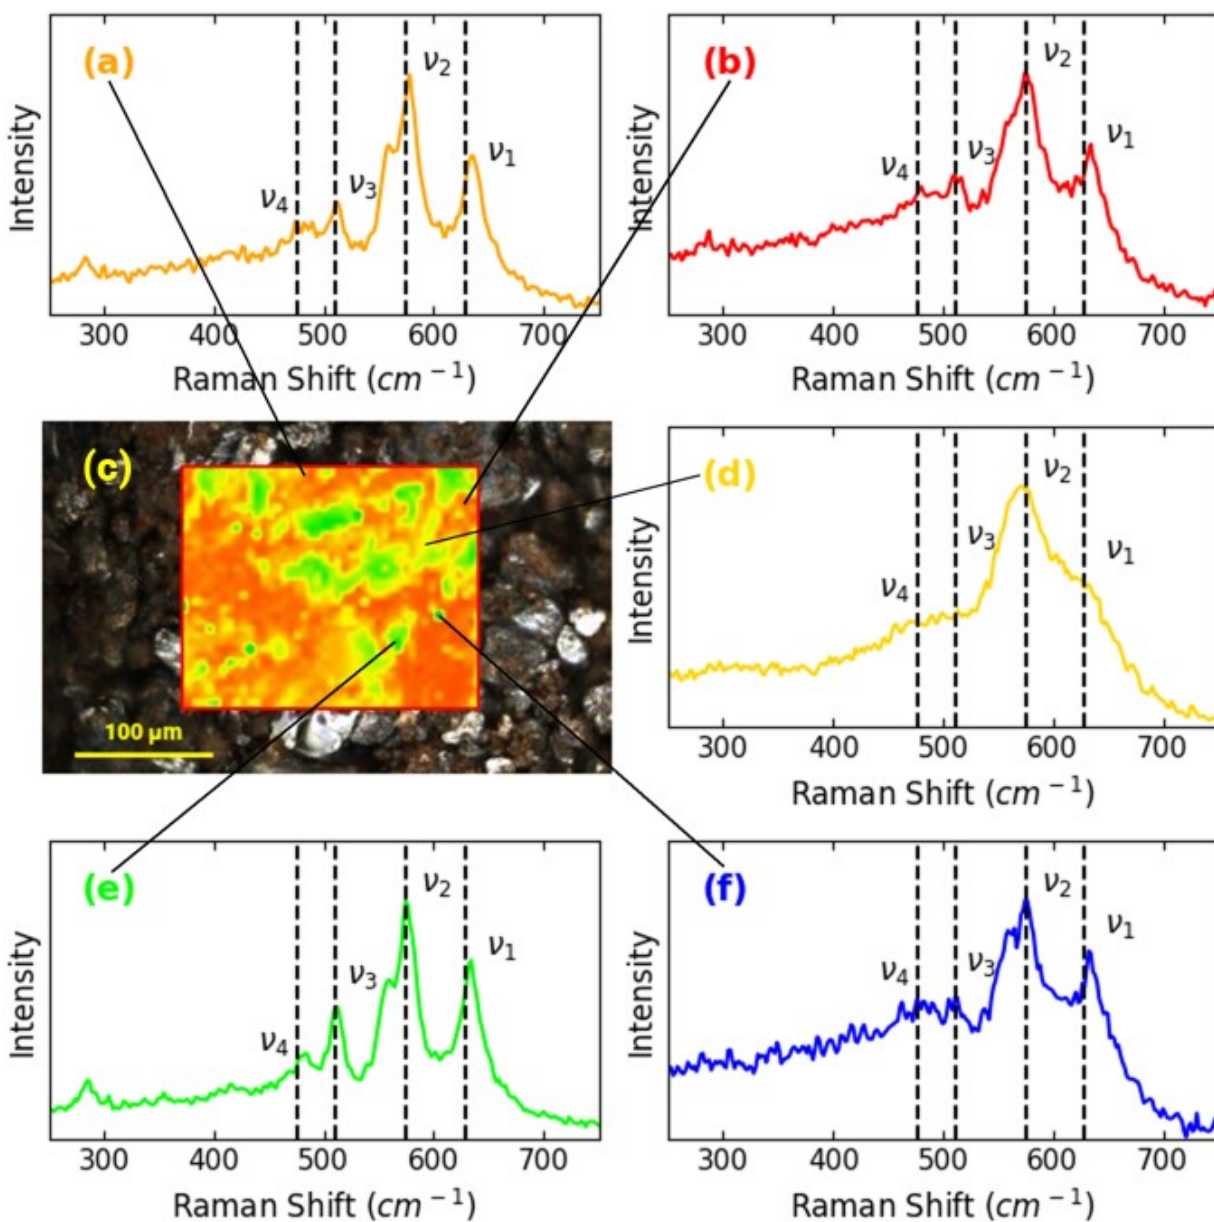 (a)
ν2
ν1
ν3
ν4
Intensity
300 400 500 600 700
Raman Shift (cm⁻¹)
(b)
ν2
ν1
ν3
ν4
Intensity
300 400 500 600 700
Raman Shift (cm⁻¹)
(c)
100 μm
(d)
ν2
ν3
ν1
ν4
Intensity
300 400 500 600 700
Raman Shift (cm⁻¹)
(e)
ν2
ν1
ν3
ν4
Intensity
300 400 500 600 700
Raman Shift (cm⁻¹)
(f)
ν2
ν1
ν3
ν4
Intensity
300 400 500 600 700
Raman Shift (cm⁻¹)